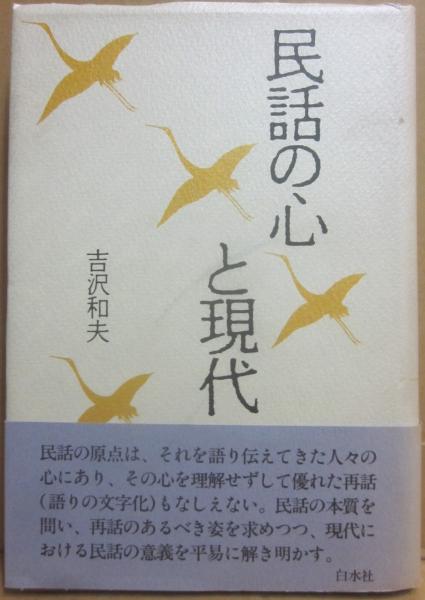 民話の心
と現代
吉沢和夫
民話の原点は、それを語り伝えてきた人々の
心にあり、その心を理解せずして優れた再話
(語りの文字化)もなしえない。民話の本質を
問い、再話のあるべき姿を求めつつ、現代に
おける民話の意義を平易に解き明かす。
白水社